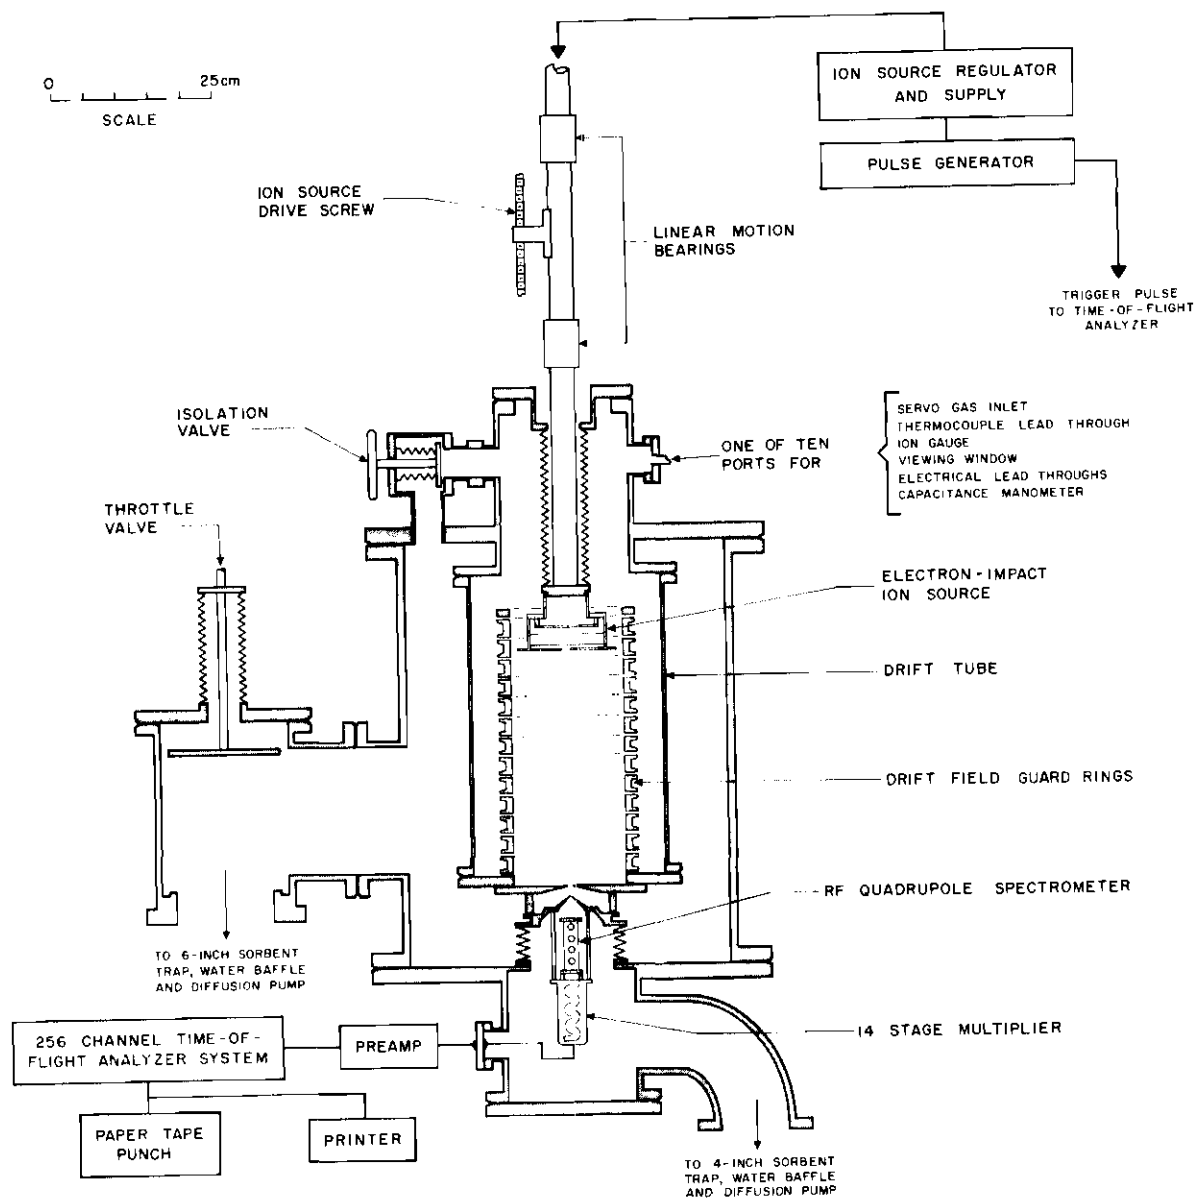 0 25cm
SCALE
ION SOURCE REGULATOR
AND SUPPLY
PULSE GENERATOR
ION SOURCE
DRIVE SCREW
LINEAR MOTION
BEARINGS
TRIGGER PULSE
TO TIME-OF-FLIGHT
ANALYZER
ISOLATION
VALVE
ONE OF TEN
PORTS FOR
SERVO GAS INLET
THERMOCOUPLE LEAD THROUGH
ION GAUGE
VIEWING WINDOW
ELECTRICAL LEAD THROUGHS
CAPACITANCE MANOMETER
THROTTLE
VALVE
ELECTRON-IMPACT
ION SOURCE
DRIFT TUBE
DRIFT FIELD GUARD RINGS
RF QUADRUPOLE SPECTROMETER
TO 6-INCH SORBENT
TRAP, WATER BAFFLE
AND DIFFUSION PUMP
14 STAGE MULTIPLIER
256 CHANNEL TIME-OF-
FLIGHT ANALYZER SYSTEM
PREAMP
PAPER TAPE
PUNCH
PRINTER
TO 4-INCH SORBENT
TRAP, WATER BAFFLE
AND DIFFUSION PUMP